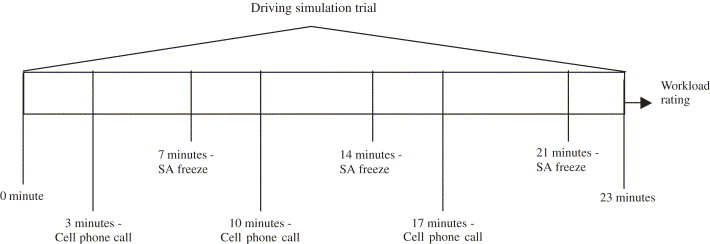 Driving simulation trial
Workload
rating
7 minutes -
SA freeze
14 minutes -
SA freeze
21 minutes -
SA freeze
0 minute
23 minutes
3 minutes -
Cell phone call
10 minutes -
Cell phone call
17 minutes -
Cell phone call